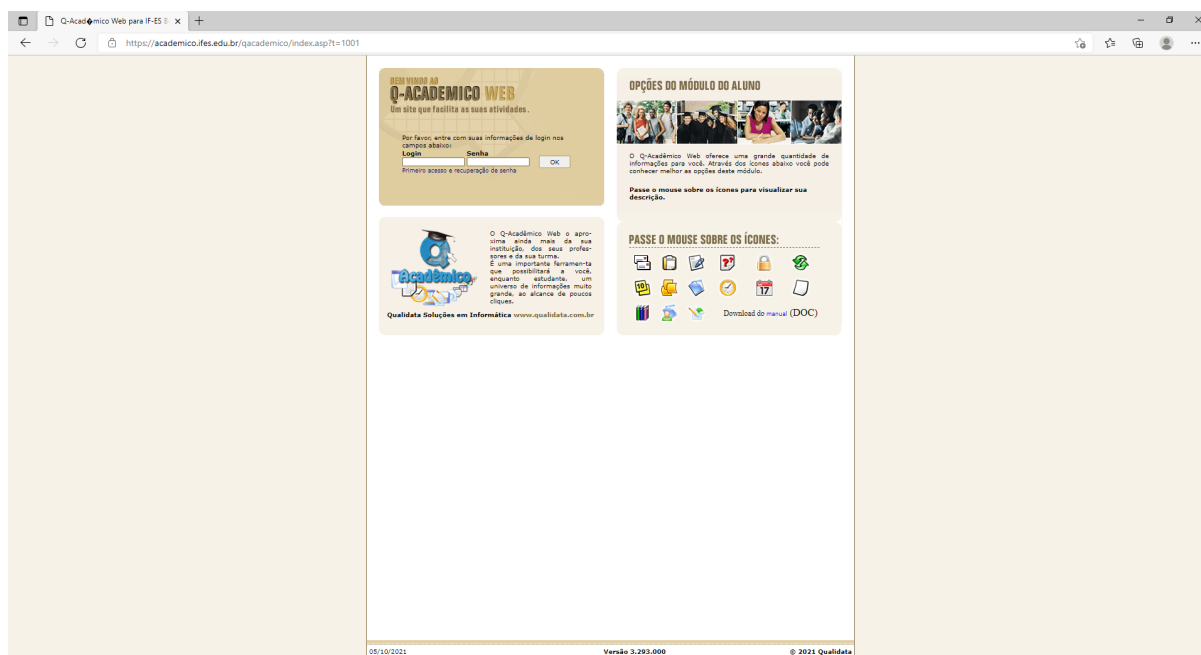 Q-Acad�mico Web para IF-ES B
https://academico.ifes.edu.br/qacademico/index.asp?t=1001
BEM VINDO AO
Q-ACADEMICO WEB
Um site que facilita as suas atividades.
Por favor, entre com suas informações de login nos
campos abaixo:
Login Senha
OK
Primeiro acesso e recuperação de senha
OPÇÕES DO MÓDULO DO ALUNO
O Q-Acadêmico Web oferece uma grande quantidade de
informações para você. Através dos ícones abaixo você pode
conhecer melhor as opções deste módulo.
Passe o mouse sobre os ícones para visualizar sua
descrição.
Q
Acadêmico
O Q-Acadêmico Web o apro-
xima ainda mais da sua
instituição, dos seus profes-
sores e da sua turma.
É uma importante ferramen-ta
que possibilitará a você,
enquanto estudante, um
universo de informações muito
grande, ao alcance de poucos
cliques.
Qualidata Soluções em Informática www.qualidata.com.br
PASSE O MOUSE SOBRE OS ÍCONES:
??
10
17
Download do manual (DOC)
05/10/2021
Versão 3.293.000
© 2021 Qualidata